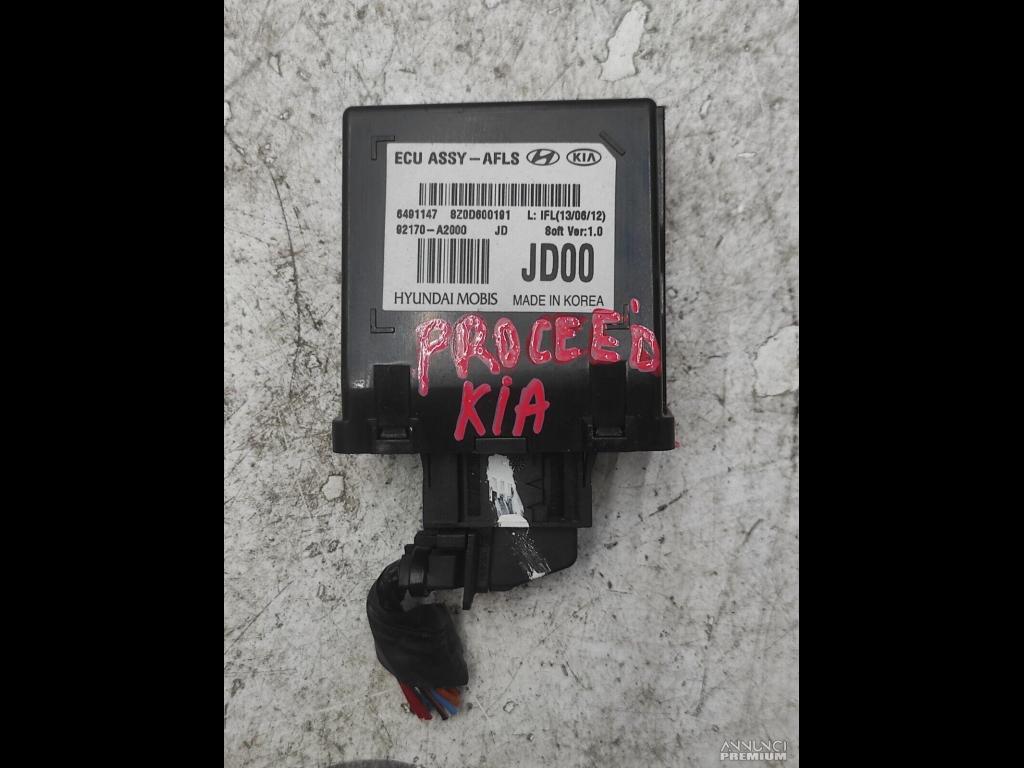 ECU ASSY-AFLS HYUNDAI KIA
6491147 8Z0D600191 L: IFL(13/06/12)
92170-A2000 JD Soft Ver:1.0
JD00
HYUNDAI MOBIS MADE IN KOREA
PROCEED
KIA
ANNUNCI
PREMIUM